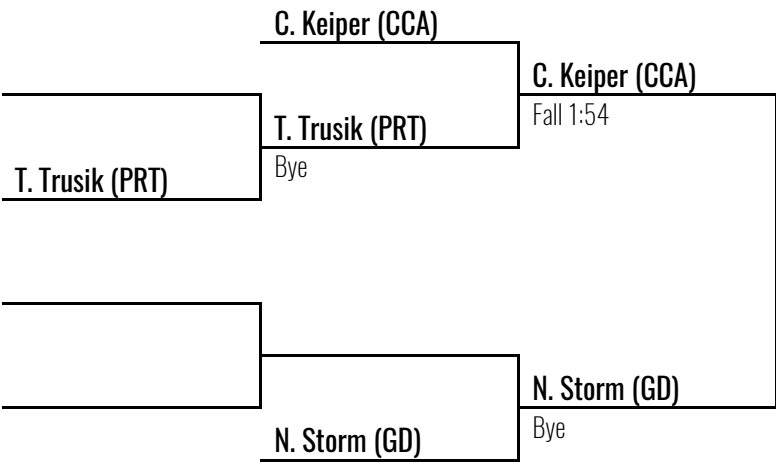 C. Keiper (CCA)
C. Keiper (CCA)
Fall 1:54
T. Trusik (PRT)
Bye
T. Trusik (PRT)
N. Storm (GD)
Bye
N. Storm (GD)